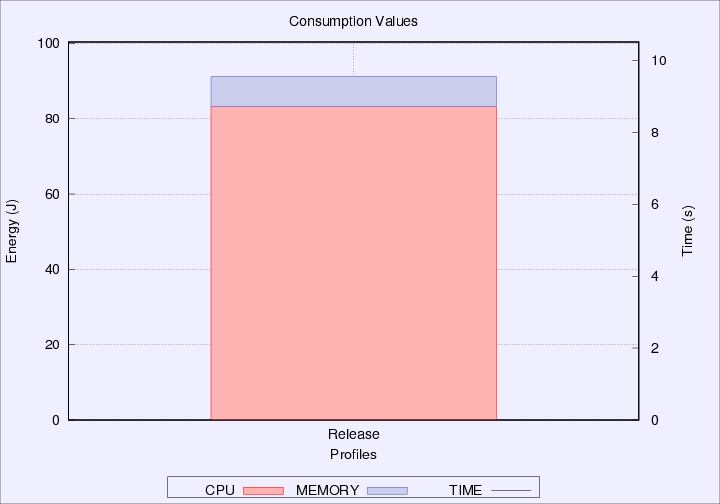 Consumption Values
100
80
60
40
20
0
Energy (J)
10
8
6
4
2
0
Time (s)
Release
Profiles
CPU MEMORY TIME